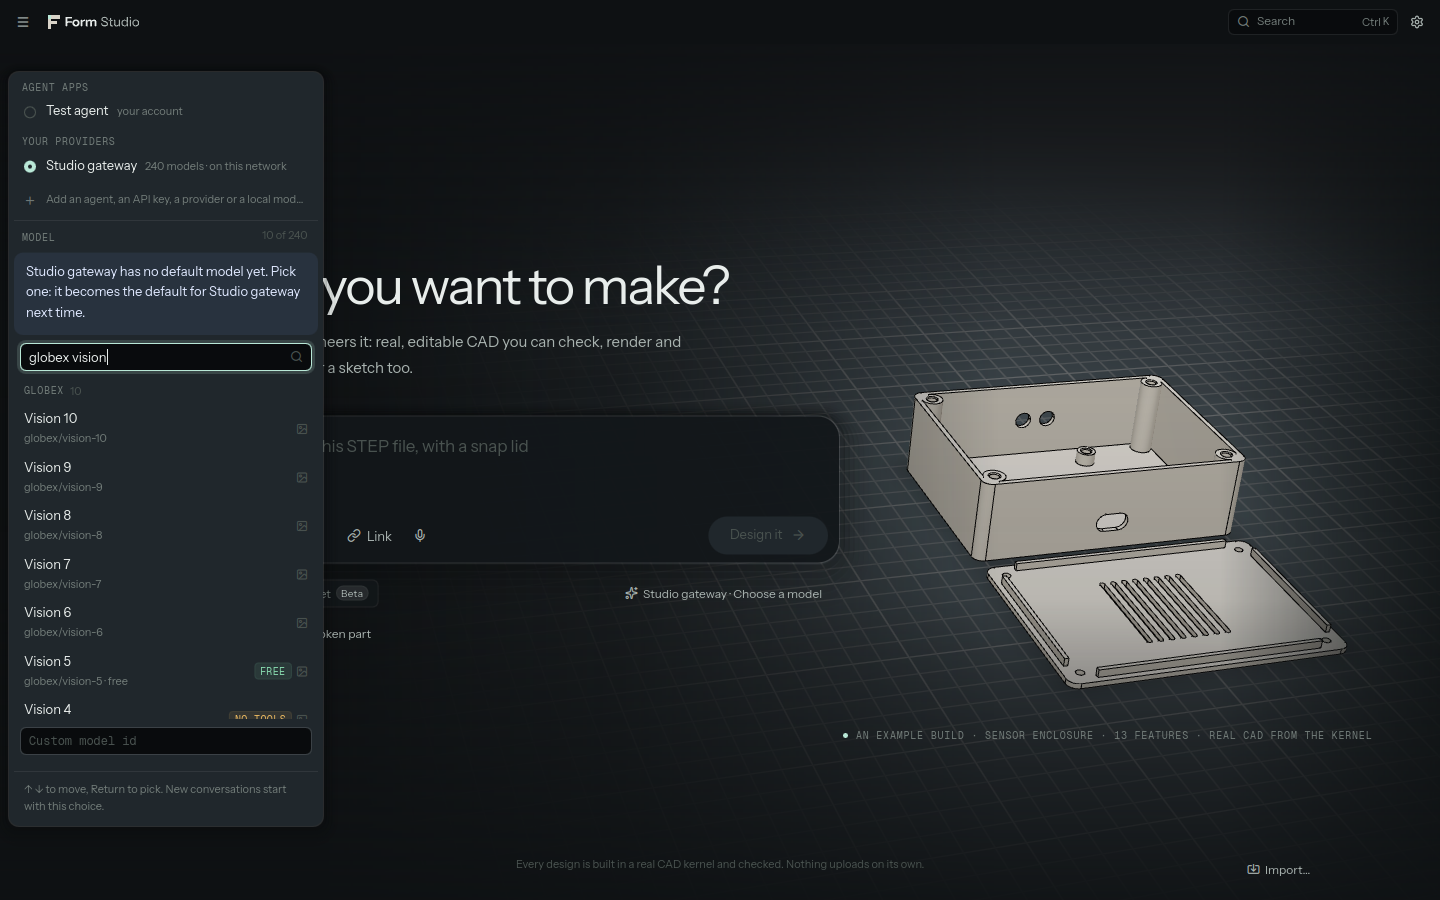 Form Studio
Search Ctrl K
AGENT APPS
Test agent your account
YOUR PROVIDERS
Studio gateway 240 models · on this network
+ Add an agent, an API key, a provider or a local mod...
MODEL 10 of 240
Studio gateway has no default model yet. Pick
one: it becomes the default for Studio gateway
next time.
globex vision
GLOBEX 10
Vision 10
globex/vision-10
Vision 9
globex/vision-9
Vision 8
globex/vision-8
Vision 7
globex/vision-7
Vision 6
globex/vision-6
Vision 5
globex/vision-5:free
FREE
Vision 4
NO TOOLS
Custom model id
↑ ↓ to move, Return to pick. New conversations start
with this choice.
you want to make?
neers it: real, editable CAD you can check, render and
a sketch too.
his STEP file, with a snap lid
Link
Design it →
et Beta
Studio gateway · Choose a model
oken part
AN EXAMPLE BUILD · SENSOR ENCLOSURE · 13 FEATURES · REAL CAD FROM THE KERNEL
Every design is built in a real CAD kernel and checked. Nothing uploads on its own.
Import...